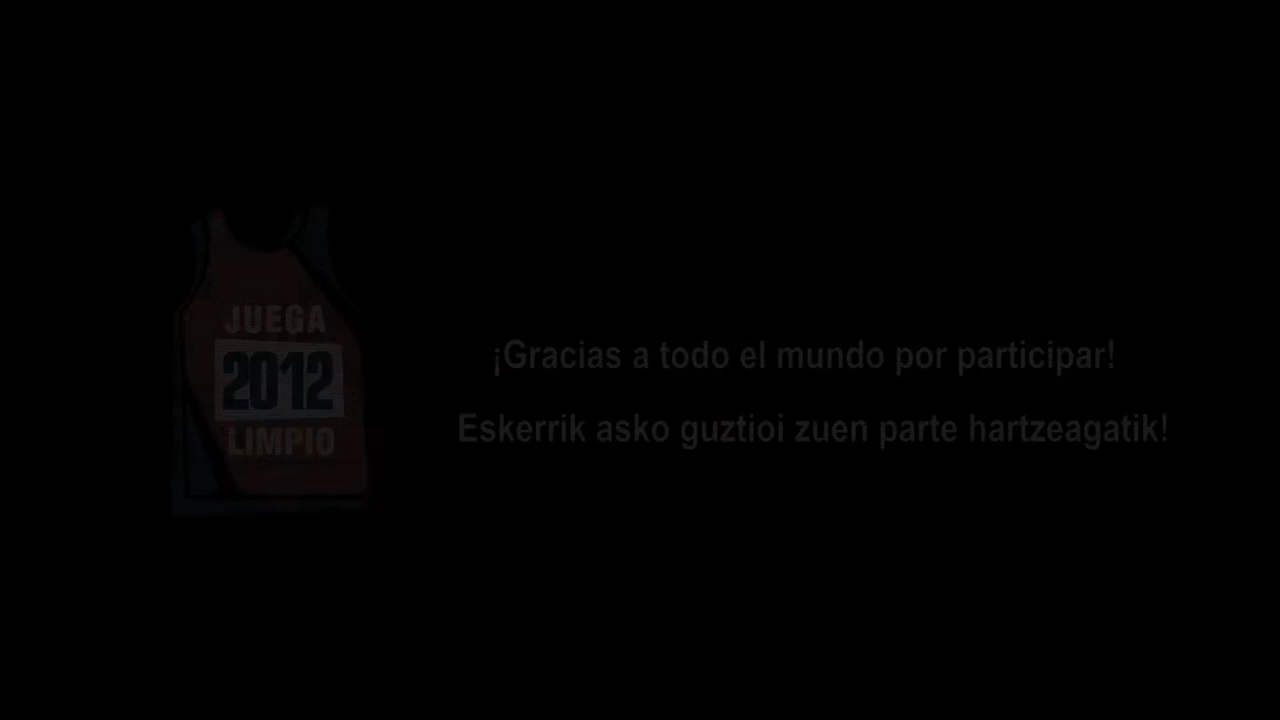 JUEGA
2012
LIMPIO
¡Gracias a todo el mundo por participar!
Eskerrik asko guztioi zuen parte hartzeagatik!